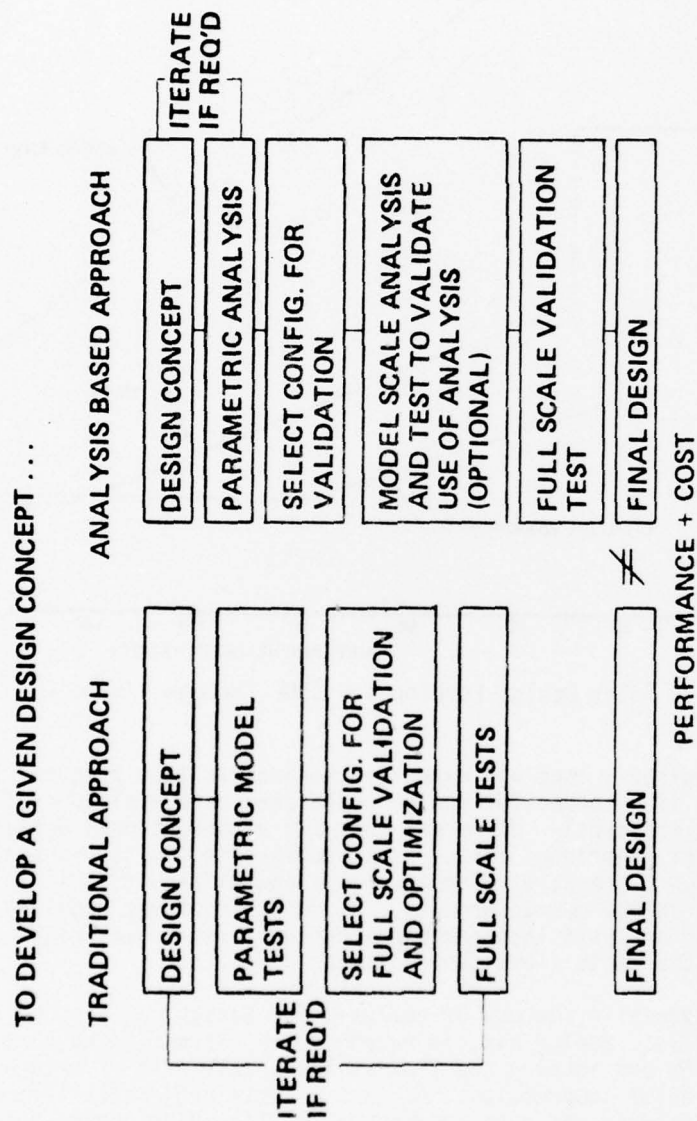 TO DEVELOP A GIVEN DESIGN CONCEPT...
TRADITIONAL APPROACH
DESIGN CONCEPT
PARAMETRIC MODEL
TESTS
SELECT CONFIG. FOR
FULL SCALE VALIDATION
AND OPTIMIZATION
FULL SCALE TESTS
FINAL DESIGN
ITERATE
IF REQ'D
ANALYSIS BASED APPROACH
DESIGN CONCEPT
PARAMETRIC ANALYSIS
SELECT CONFIG. FOR
VALIDATION
MODEL SCALE ANALYSIS
AND TEST TO VALIDATE
USE OF ANALYSIS
(OPTIONAL)
FULL SCALE VALIDATION
TEST
FINAL DESIGN
ITERATE
IF REQ'D
≠
PERFORMANCE + COST